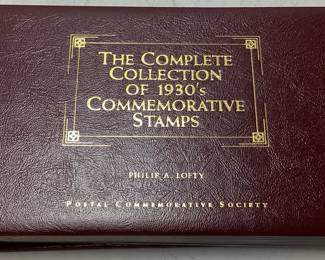 The Complete
Collection
of 1930's
Commemorative
Stamps
Philip A. Lofty
Postal Commemorative Society